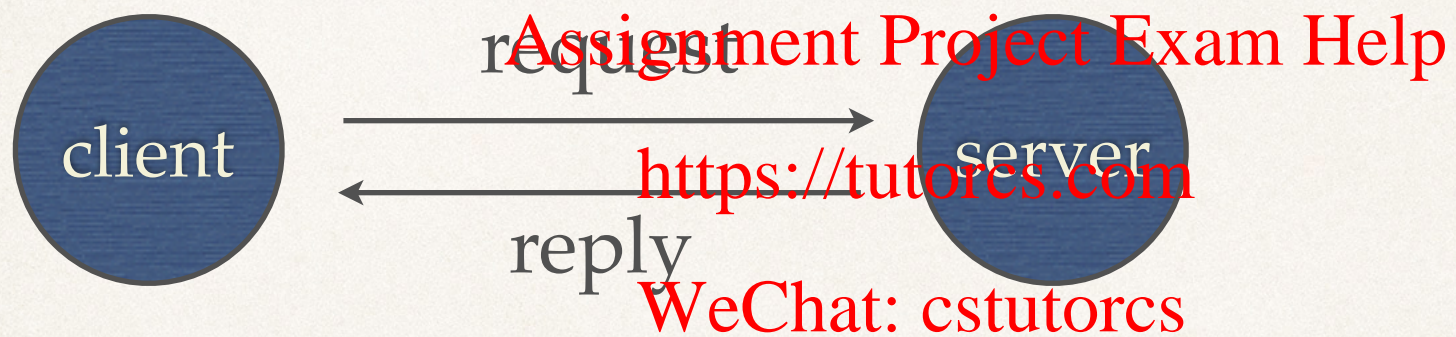 request
Assignment Project Exam Help
client
server
https://tutorcs.com
reply
WeChat: cstutorcs